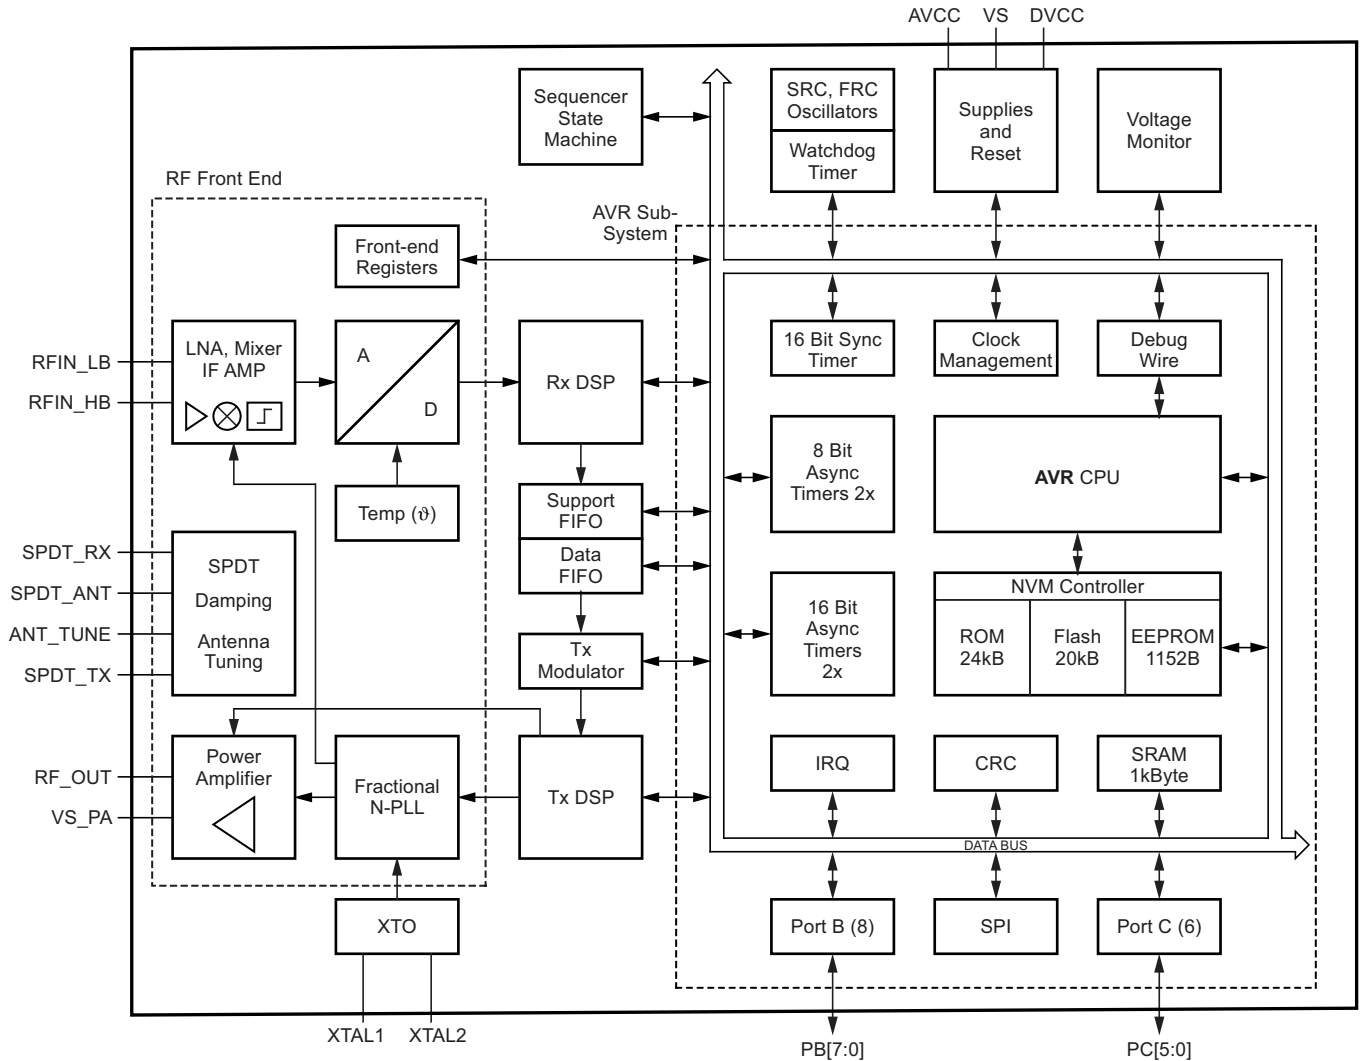 AVCC VS DVCC
Sequencer
State
Machine
SRC, FRC
Oscillators
Watchdog
Timer
Supplies
and
Reset
Voltage
Monitor
RF Front End
AVR Sub-
System
Front-end
Registers
RFIN_LB
RFIN_HB
LNA, Mixer
IF AMP
A
D
Rx DSP
16 Bit Sync
Timer
Clock
Management
Debug
Wire
Temp (ϑ)
Support
FIFO
Data
FIFO
8 Bit
Async
Timers 2x
AVR CPU
SPDT_RX
SPDT_ANT
ANT_TUNE
SPDT_TX
SPDT
Damping
Antenna
Tuning
Tx
Modulator
16 Bit
Async
Timers
2x
NVM Controller
ROM
24kB
Flash
20kB
EEPROM
1152B
RF_OUT
VS_PA
Power
Amplifier
Fractional
N-PLL
Tx DSP
IRQ
CRC
SRAM
1kByte
DATA BUS
XTO
Port B (8)
SPI
Port C (6)
XTAL1 XTAL2
PB[7:0]
PC[5:0]